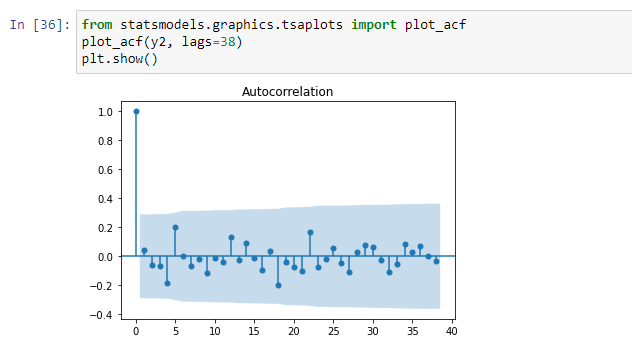 In [36]: from statsmodels.graphics.tsaplots import plot_acf
plot_acf(y2, lags=38)
plt.show()
Autocorrelation
1.0
0.8
0.6
0.4
0.2
0.0
−0.2
−0.4
0 5 10 15 20 25 30 35 40